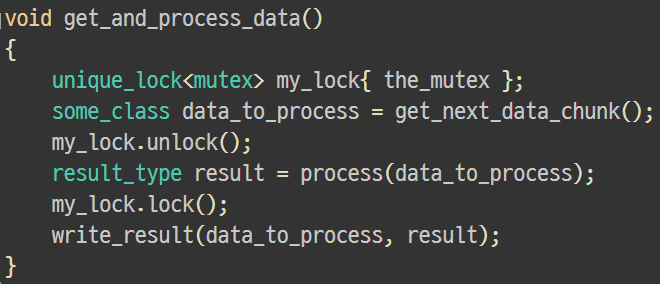 void get_and_process_data()
{
    unique_lock<mutex> my_lock{ the_mutex };
    some_class data_to_process = get_next_data_chunk();
    my_lock.unlock();
    result_type result = process(data_to_process);
    my_lock.lock();
    write_result(data_to_process, result);
}